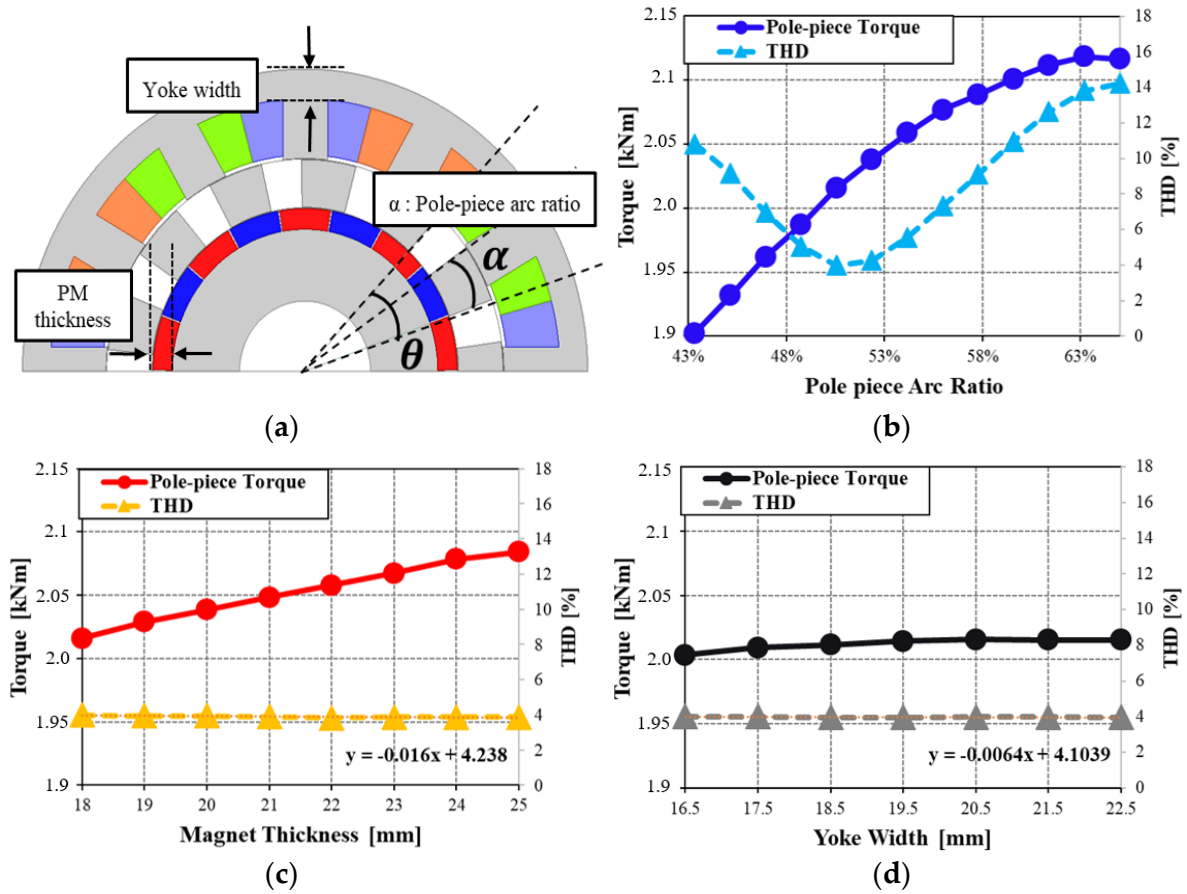 Yoke width
α : Pole-piece arc ratio
PM
thickness
α
θ
(a)
Pole-piece Torque
THD
2.15
2.1
2.05
2.0
1.95
1.9
Torque [kNm]
18
16
14
12
10
8
6
4
2
0
THD [%]
43% 48% 53% 58% 63%
Pole piece Arc Ratio
(b)
Pole-piece Torque
THD
2.15
2.1
2.05
2.0
1.95
1.9
Torque [kNm]
18
16
14
12
10
8
6
4
2
0
THD [%]
y = -0.016x + 4.238
18 19 20 21 22 23 24 25
Magnet Thickness [mm]
(c)
Pole-piece Torque
THD
2.15
2.1
2.05
2.0
1.95
1.9
Torque [kNm]
18
16
14
12
10
8
6
4
2
0
THD [%]
y = -0.0064x + 4.1039
16.5 17.5 18.5 19.5 20.5 21.5 22.5
Yoke Width [mm]
(d)